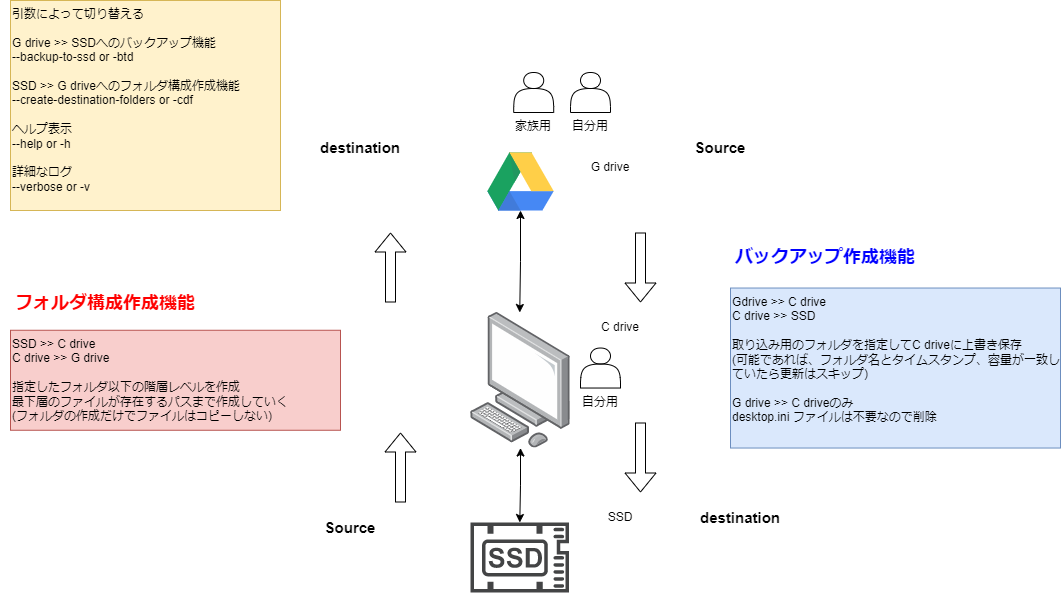 引数によって切り替える
G drive >> SSDへのバックアップ機能
--backup-to-ssd or -btd
SSD >> G driveへのフォルダ構成作成機能
--create-destination-folders or -cdf
ヘルプ表示
--help or -h
詳細なログ
--verbose or -v
家族用
自分用
destination
Source
G drive
バックアップ作成機能
フォルダ構成作成機能
Gdrive >> C drive
C drive >> SSD
取り込み用のフォルダを指定してC driveに上書き保存
(可能であれば、フォルダ名とタイムスタンプ、容量が一致し
ていたら更新はスキップ)
G drive >> C driveのみ
desktop.ini ファイルは不要なので削除
C drive
自分用
SSD >> C drive
C drive >> G drive
指定したフォルダ以下の階層レベルを作成
最下層のファイルが存在するパスまで作成していく
(フォルダの作成だけでファイルはコピーしない)
Source
SSD
destination
SSD